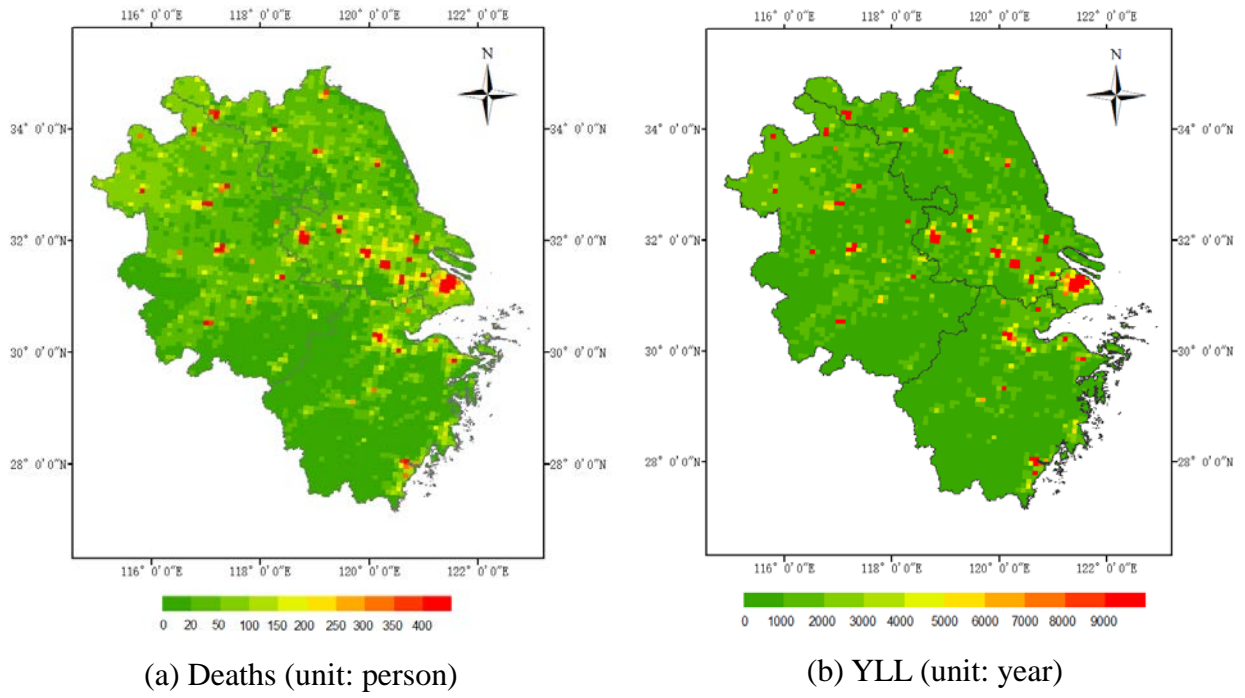 116° 0′0″E 118° 0′0″E 120° 0′0″E 122° 0′0″E
N
34° 0′0″N 34° 0′0″N
32° 0′0″N 32° 0′0″N
30° 0′0″N 30° 0′0″N
28° 0′0″N 28° 0′0″N
116° 0′0″E 118° 0′0″E 120° 0′0″E 122° 0′0″E
0 20 50 100 150 200 250 300 350 400
(a) Deaths (unit: person)
116° 0′0″E 118° 0′0″E 120° 0′0″E 122° 0′0″E
N
34° 0′0″N 34° 0′0″N
32° 0′0″N 32° 0′0″N
30° 0′0″N 30° 0′0″N
28° 0′0″N 28° 0′0″N
116° 0′0″E 118° 0′0″E 120° 0′0″E 122° 0′0″E
0 1000 2000 3000 4000 5000 6000 7000 8000 9000
(b) YLL (unit: year)